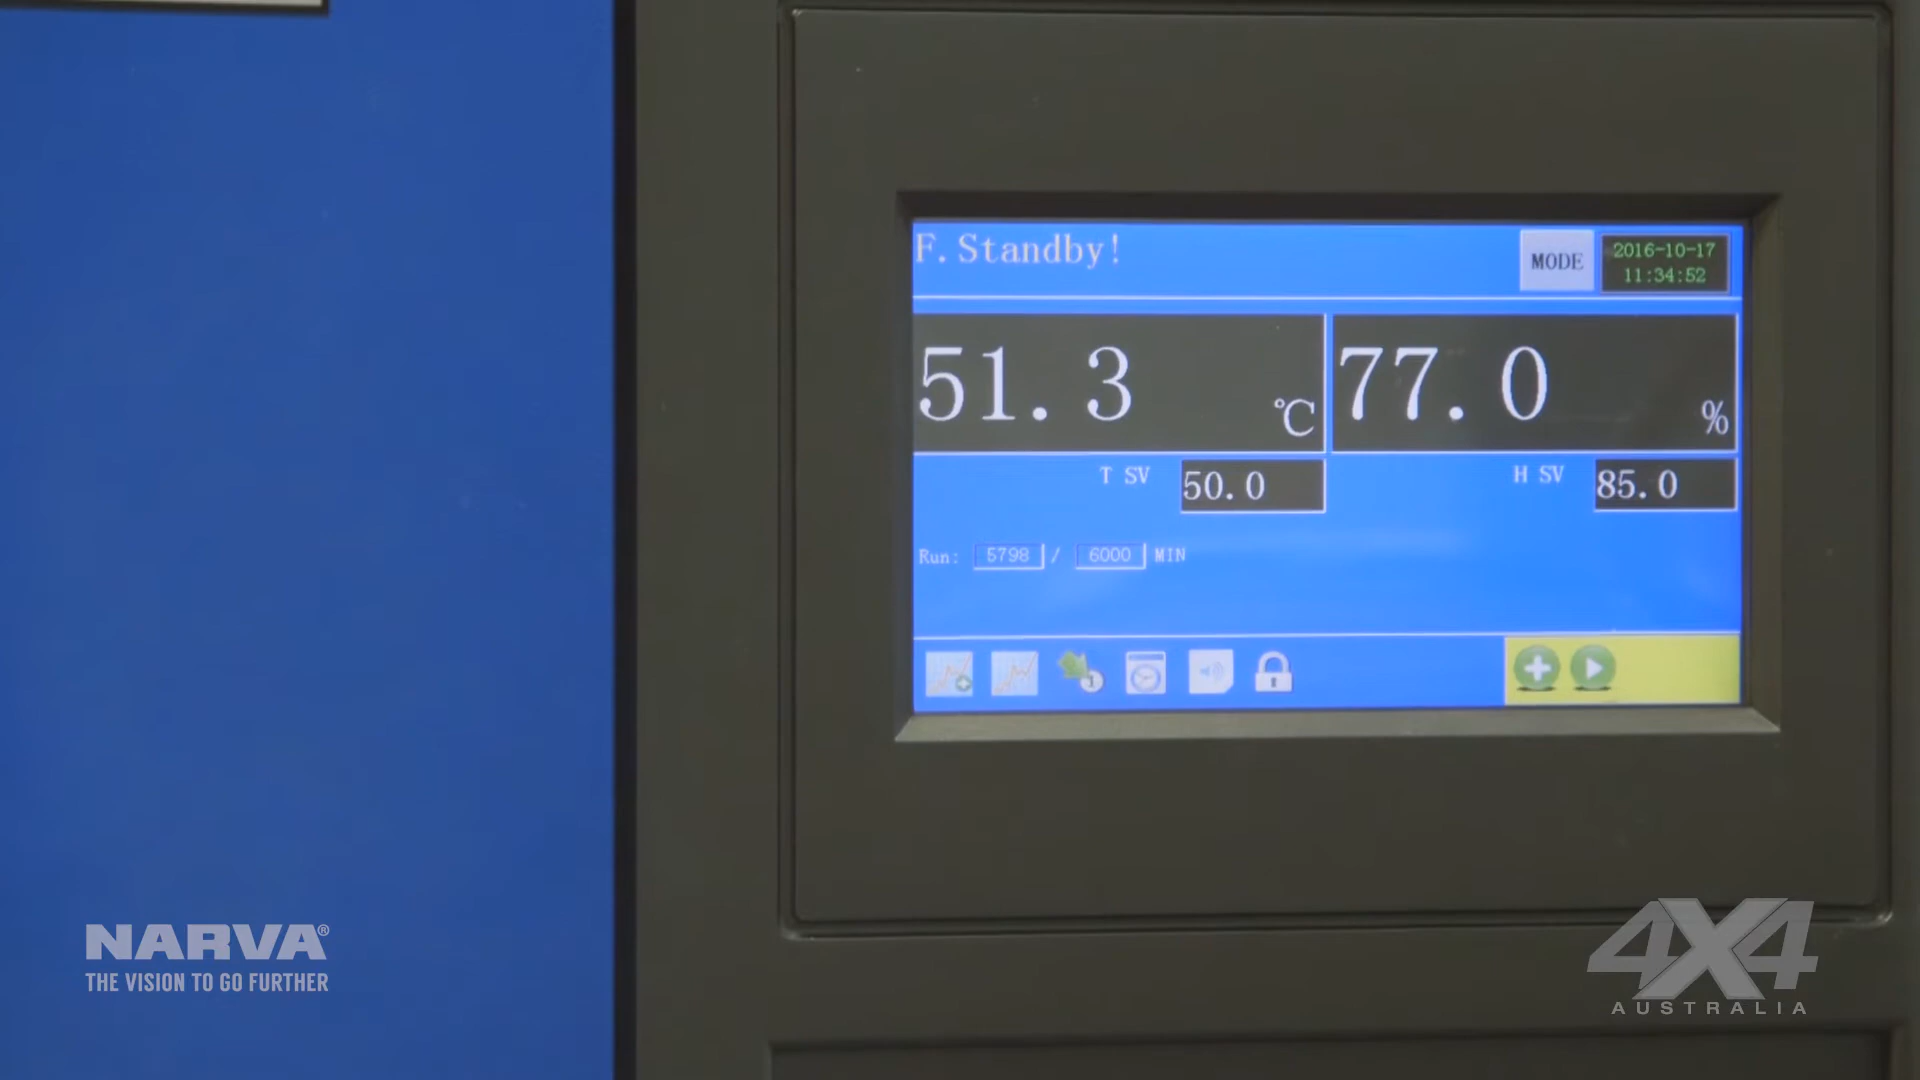 F.Standby!
MODE
2016-10-17
11:34:52
51.3 ℃
77.0 %
T SV 50.0
H SV 85.0
Run: 5798 / 6000 MIN
1
NARVA®
THE VISION TO GO FURTHER
4X4
AUSTRALIA